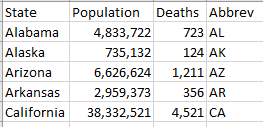 State Population Deaths Abbrev
Alabama 4,833,722 723 AL
Alaska 735,132 124 AK
Arizona 6,626,624 1,211 AZ
Arkansas 2,959,373 356 AR
California 38,332,521 4,521 CA